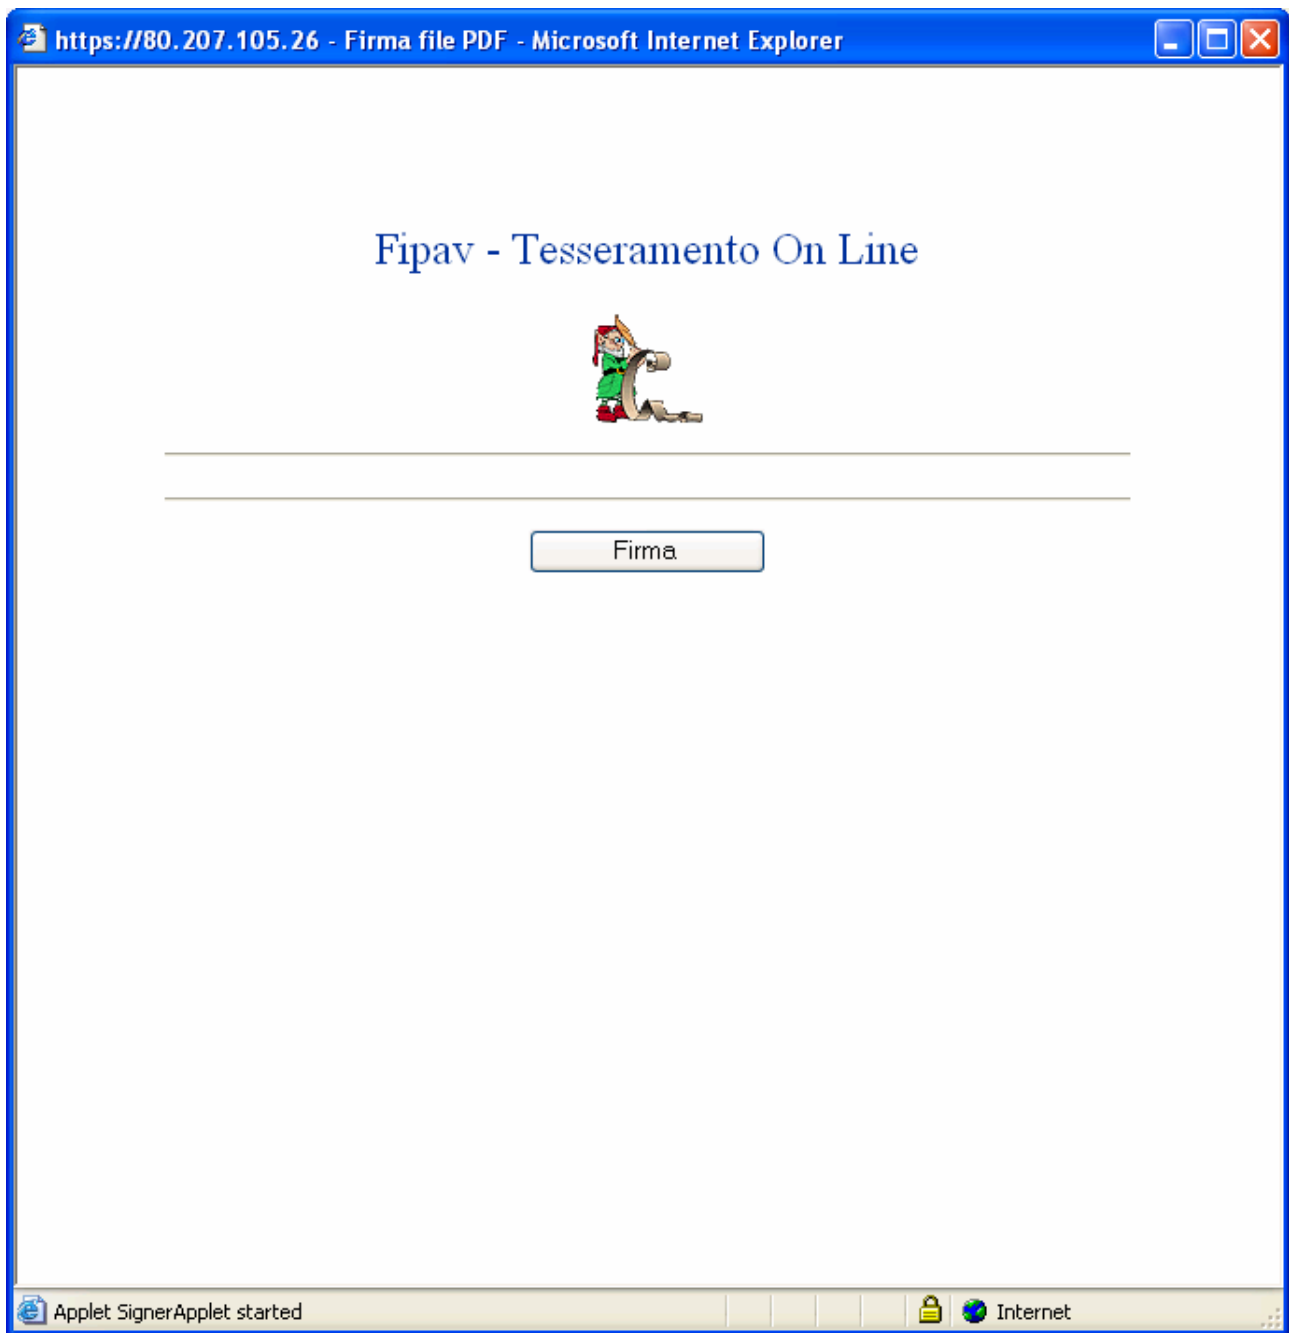 https://80.207.105.26 - Firma file PDF - Microsoft Internet Explorer
Fipav - Tesseramento On Line
Firma
Applet SignerApplet started
Internet